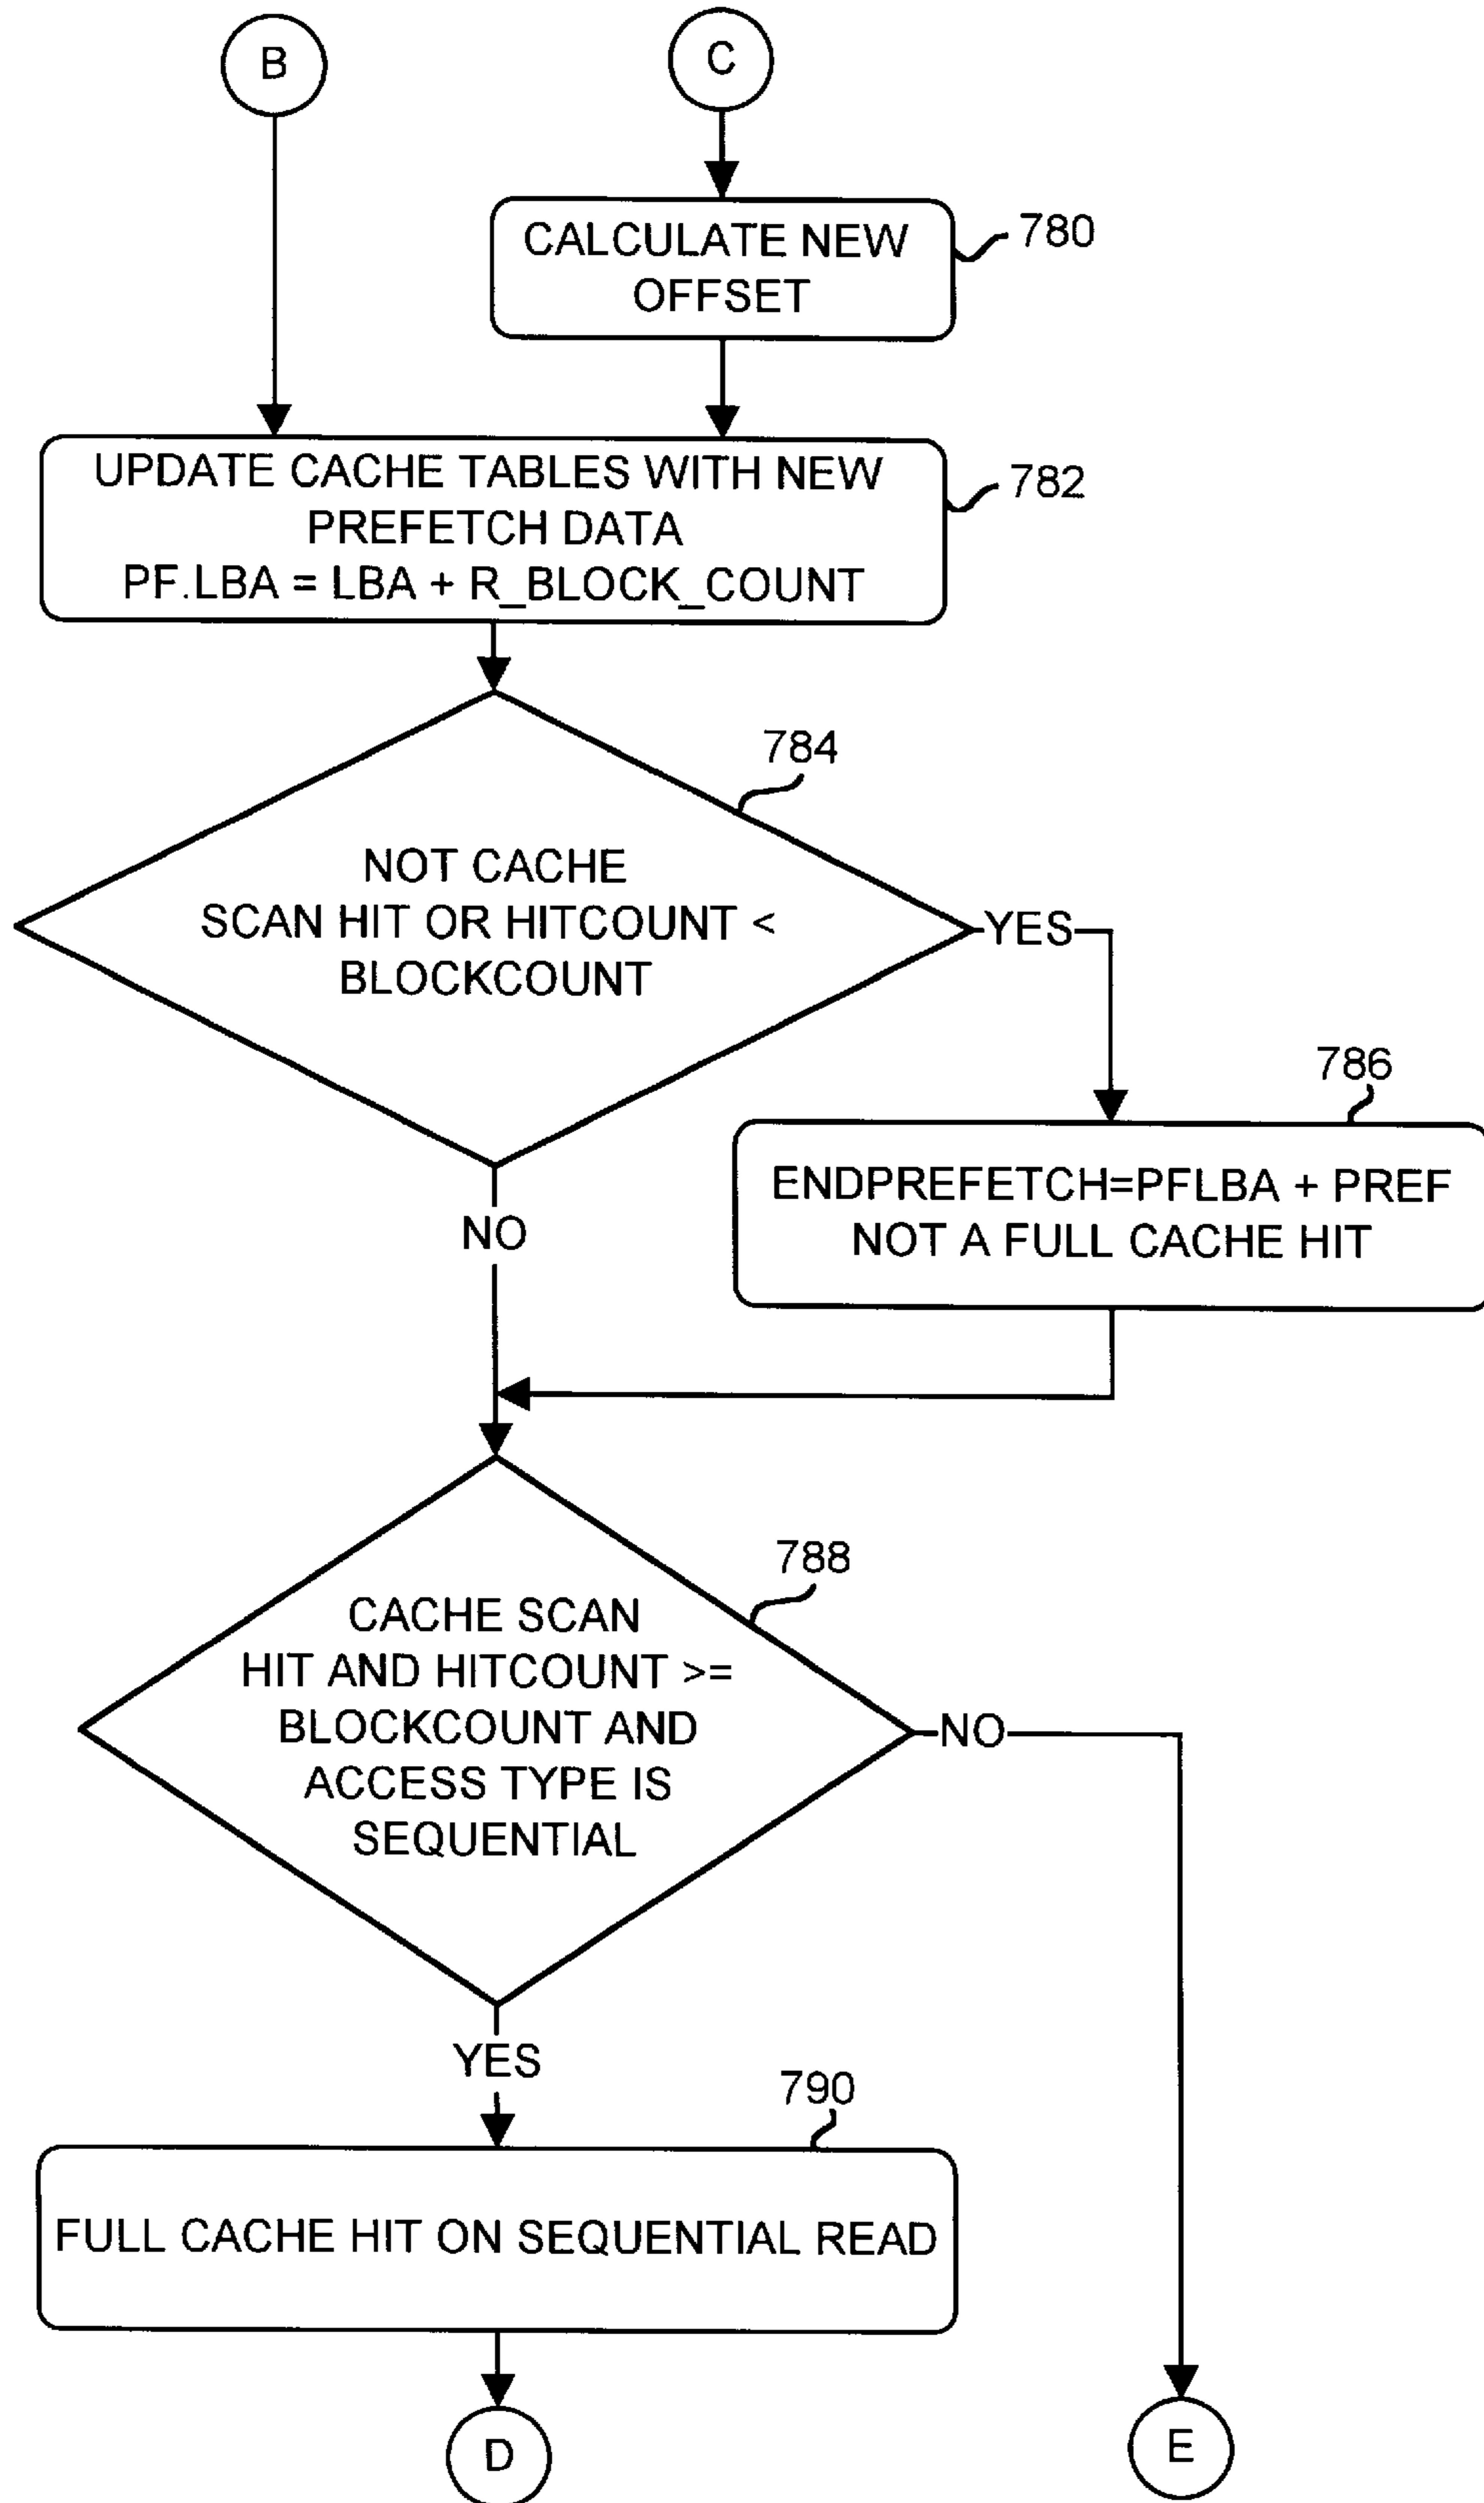 B
C
CALCULATE NEW
OFFSET
780
UPDATE CACHE TABLES WITH NEW
PREFETCH DATA
PF.LBA = LBA + R_BLOCK_COUNT
782
784
NOT CACHE
SCAN HIT OR HITCOUNT <
BLOCKCOUNT
YES
786
ENDPREFETCH=PFLBA + PREF
NOT A FULL CACHE HIT
NO
788
CACHE SCAN
HIT AND HITCOUNT >=
BLOCKCOUNT AND
ACCESS TYPE IS
SEQUENTIAL
NO
YES
790
FULL CACHE HIT ON SEQUENTIAL READ
D
E